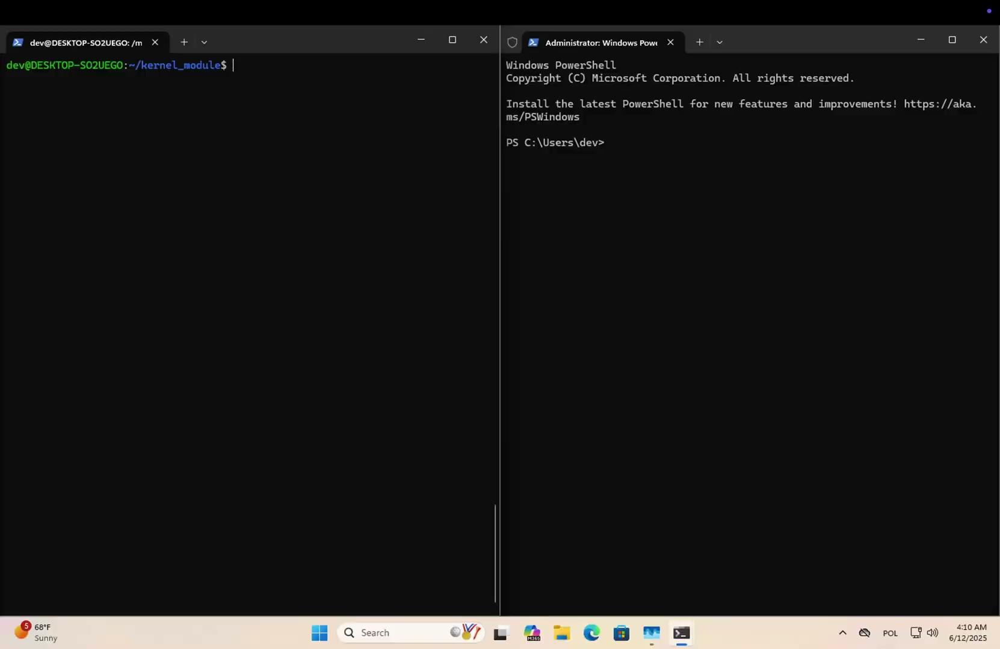 dev@DESKTOP-SO2UEGO: /m
dev@DESKTOP-SO2UEGO:~/kernel_module$
Administrator: Windows Powe
Windows PowerShell
Copyright (C) Microsoft Corporation. All rights reserved.
Install the latest PowerShell for new features and improvements! https://aka.
ms/PSWindows
PS C:\Users\dev>
5
68°F
Sunny
Search
M365
POL
4:10 AM
6/12/2025